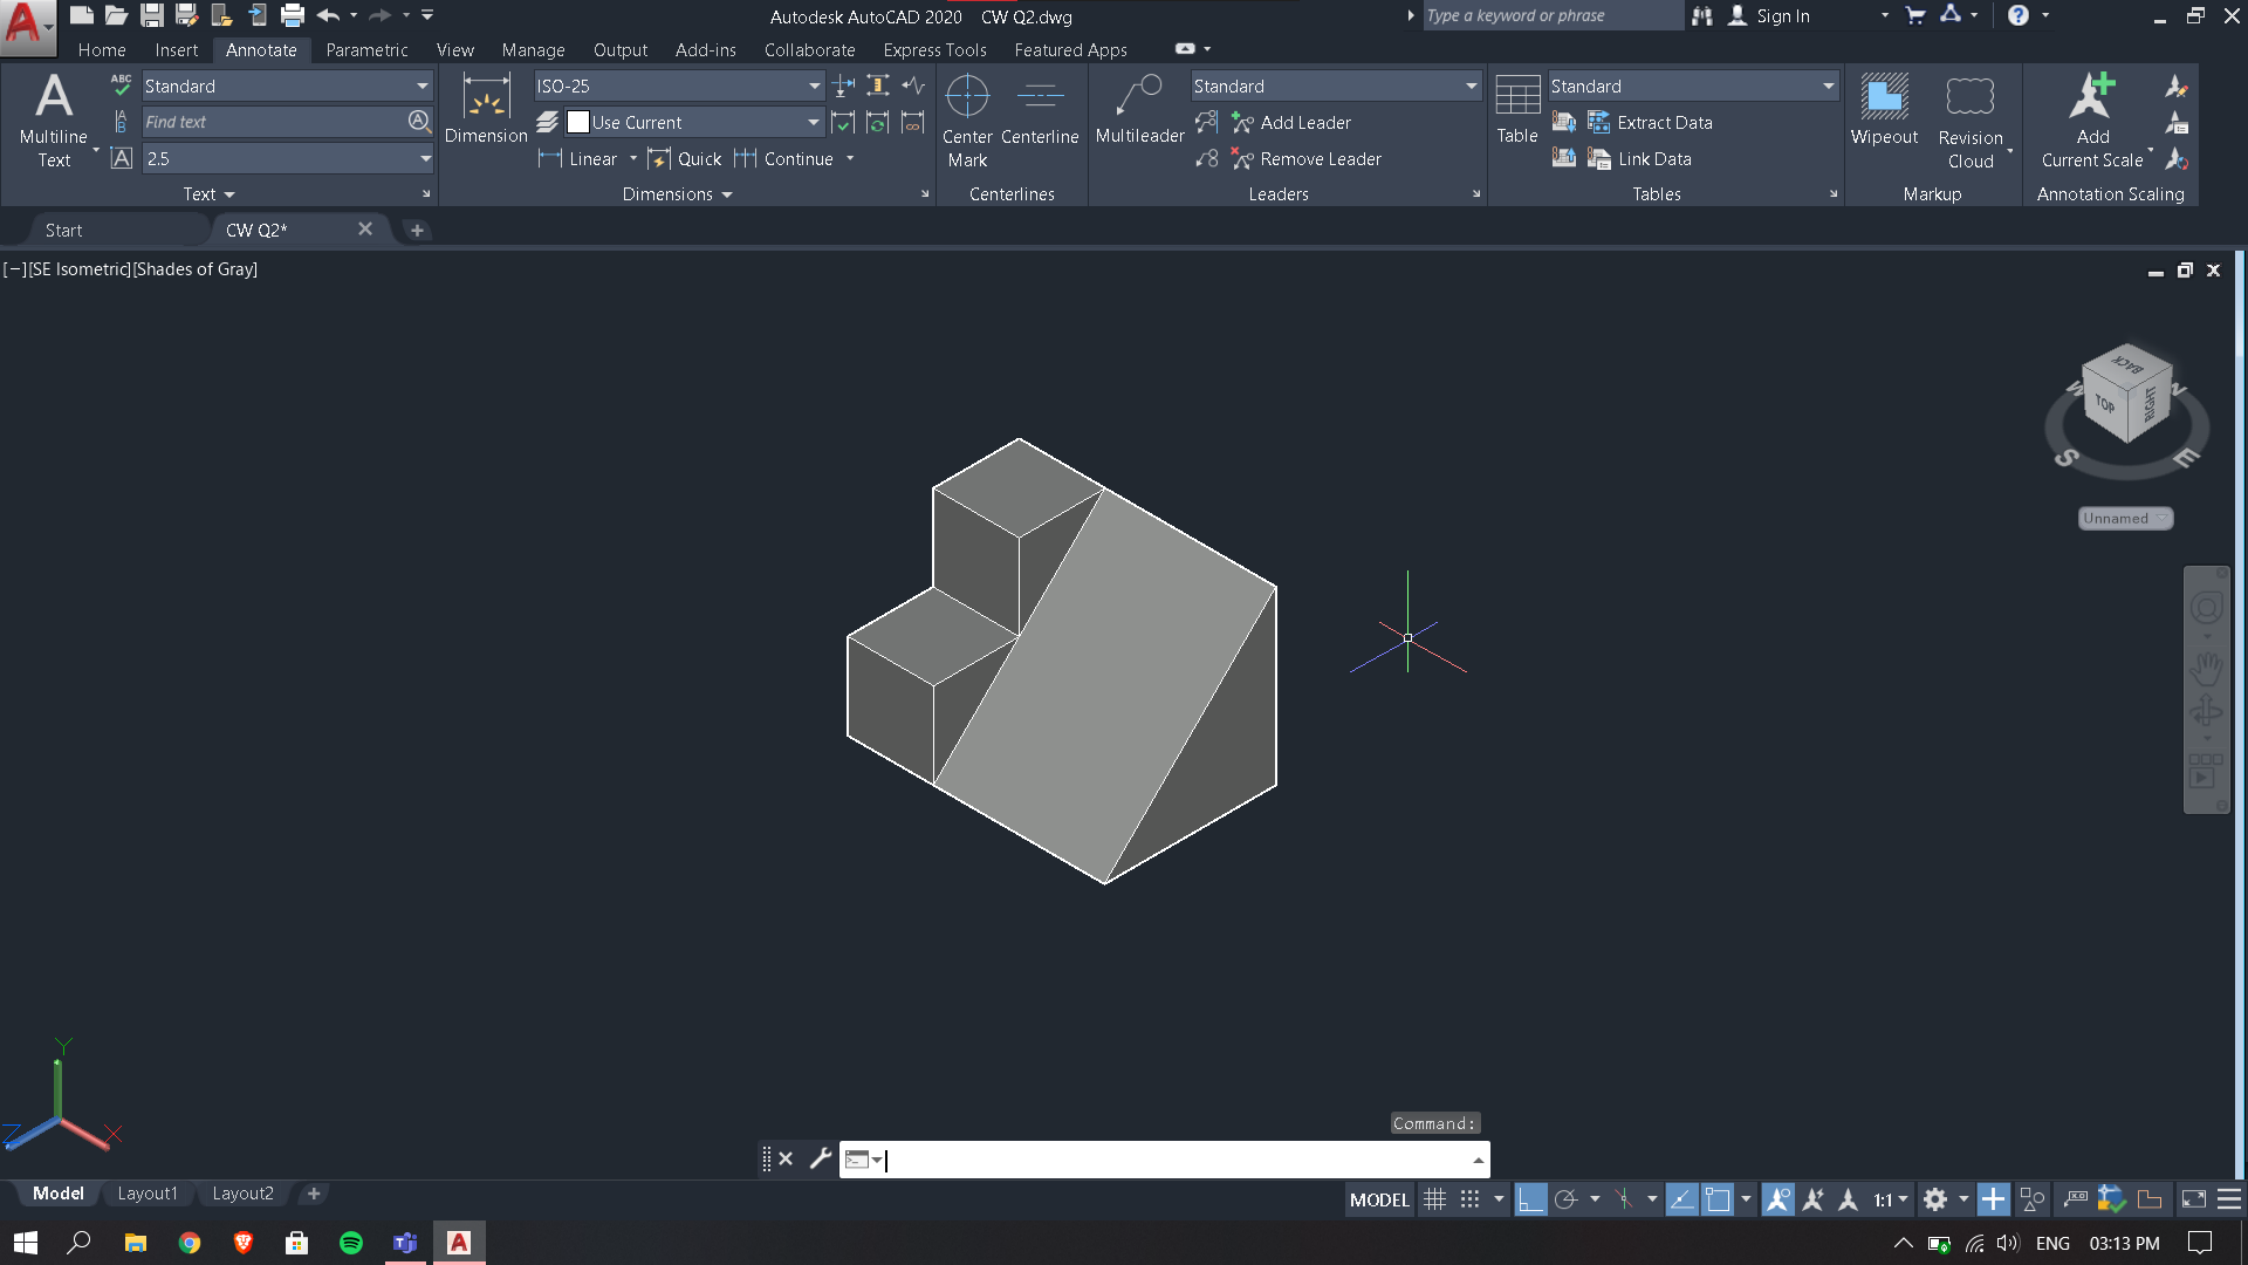 Autodesk AutoCAD 2020 CW Q2.dwg
Type a keyword or phrase
Sign In
Home Insert Annotate Parametric View Manage Output Add-ins Collaborate Express Tools Featured Apps
Multiline Text
ABC
Standard
Find text
2.5
Text
Dimension
ISO-25
Use Current
Linear Quick Continue
Dimensions
Center Mark
Centerline
Centerlines
Multileader
Standard
Add Leader
Remove Leader
Leaders
Table
Standard
Extract Data
Link Data
Tables
Wipeout
Revision Cloud
Markup
Add Current Scale
Annotation Scaling
Start
CW Q2*
[−][SE Isometric][Shades of Gray]
BACK
TOP
RIGHT
W
N
S
E
Unnamed
Y
Z
X
Command:
Model Layout1 Layout2
MODEL
1:1
ENG 03:13 PM